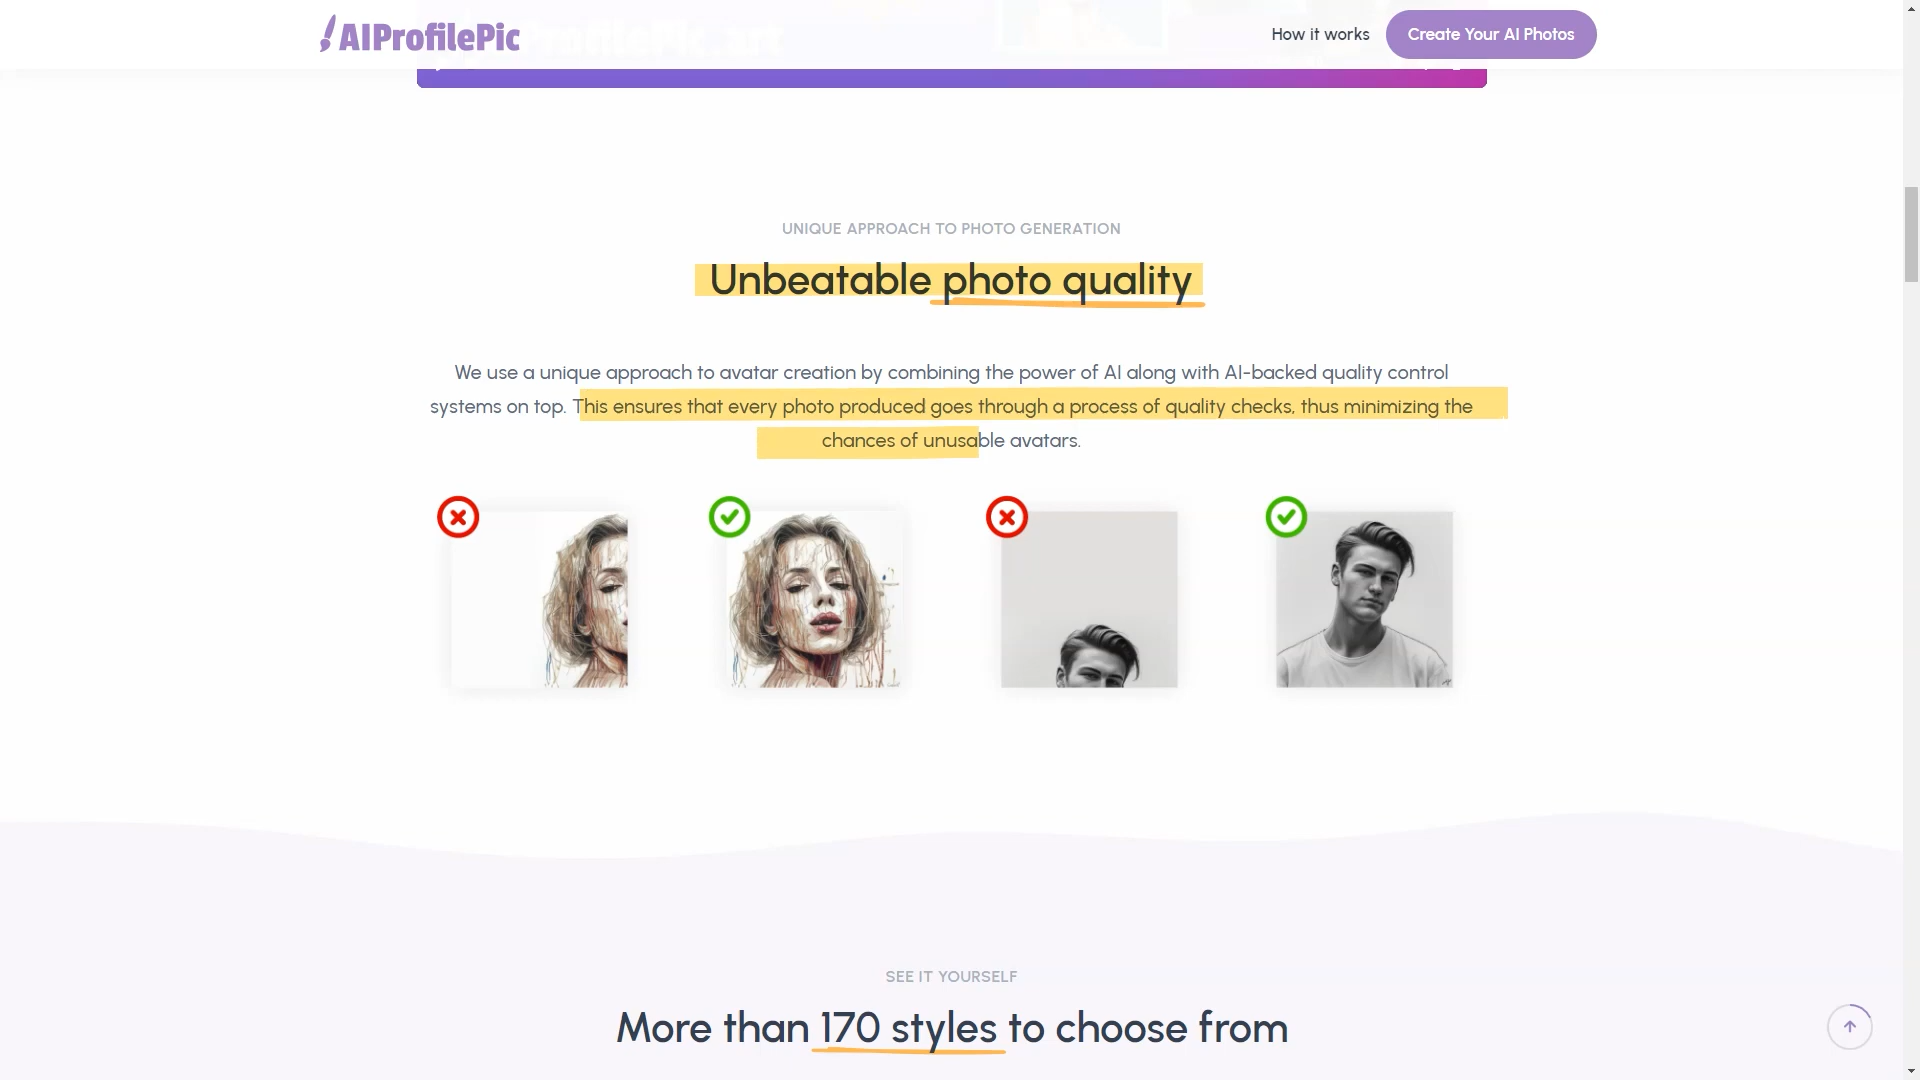 AIProfilePic
How it works
Create Your AI Photos
UNIQUE APPROACH TO PHOTO GENERATION
Unbeatable photo quality
We use a unique approach to avatar creation by combining the power of AI along with AI-backed quality control
systems on top. This ensures that every photo produced goes through a process of quality checks, thus minimizing the
chances of unusable avatars.
SEE IT YOURSELF
More than 170 styles to choose from